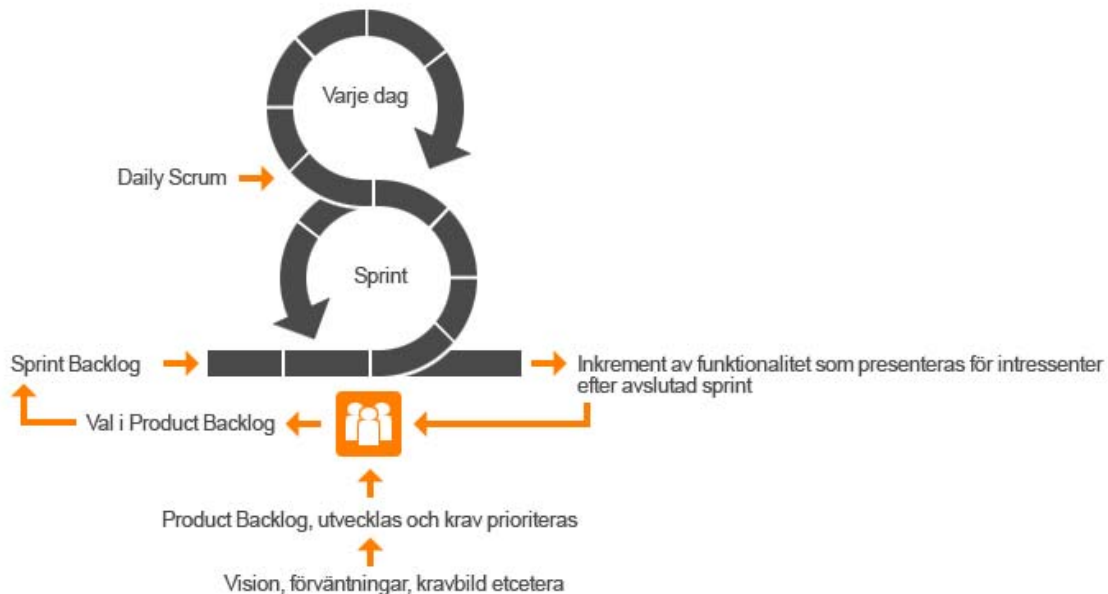 Varje dag
Daily Scrum
Sprint
Sprint Backlog
Inkrement av funktionalitet som presenteras för intressenter
efter avslutad sprint
Val i Product Backlog
Product Backlog, utvecklas och krav prioriteras
Vision, förväntningar, kravbild etcetera